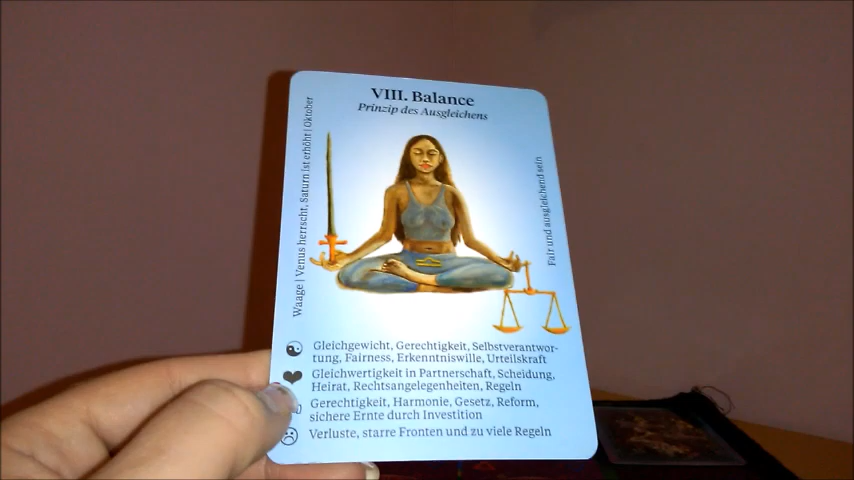 VIII. Balance
Prinzip des Ausgleichens
Waage | Venus herrscht, Saturn ist erhöht | Oktober
Fair und ausgleichend sein
Gleichgewicht, Gerechtigkeit, Selbstverantwor-
tung, Fairness, Erkenntniswille, Urteilskraft
Gleichwertigkeit in Partnerschaft, Scheidung,
Heirat, Rechtsangelegenheiten, Regeln
Gerechtigkeit, Harmonie, Gesetz, Reform,
sichere Ernte durch Investition
Verluste, starre Fronten und zu viele Regeln